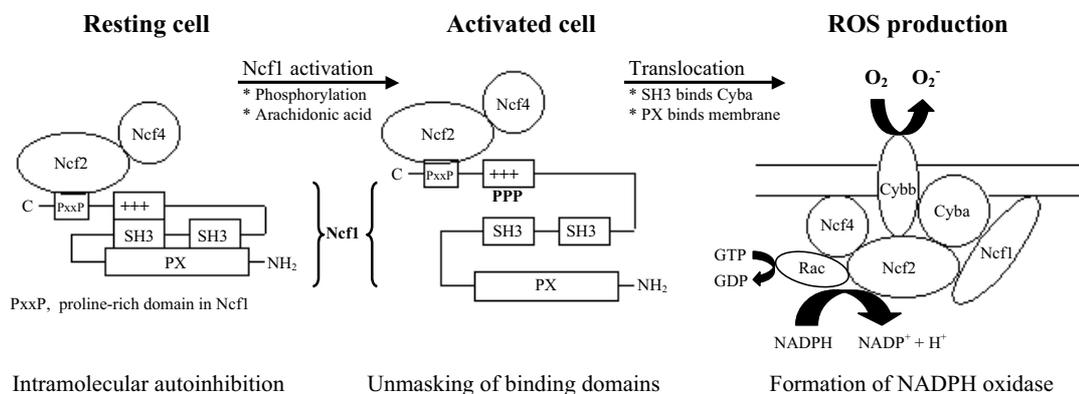 Resting cell
Activated cell
ROS production
Ncf1 activation
* Phosphorylation
* Arachidonic acid
Translocation
* SH3 binds Cyba
* PX binds membrane
Ncf4
Ncf2
C
PxxP
+++
SH3
SH3
PX
NH₂
PxxP, proline-rich domain in Ncf1
Ncf1
Ncf4
Ncf2
C
PxxP
+++
PPP
SH3
SH3
PX
NH₂
O₂
O₂⁻
Cybb
Cyba
Ncf4
Ncf1
Ncf2
Rac
GTP
GDP
NADPH
NADP⁺ + H⁺
Intramolecular autoinhibition
Unmasking of binding domains
Formation of NADPH oxidase